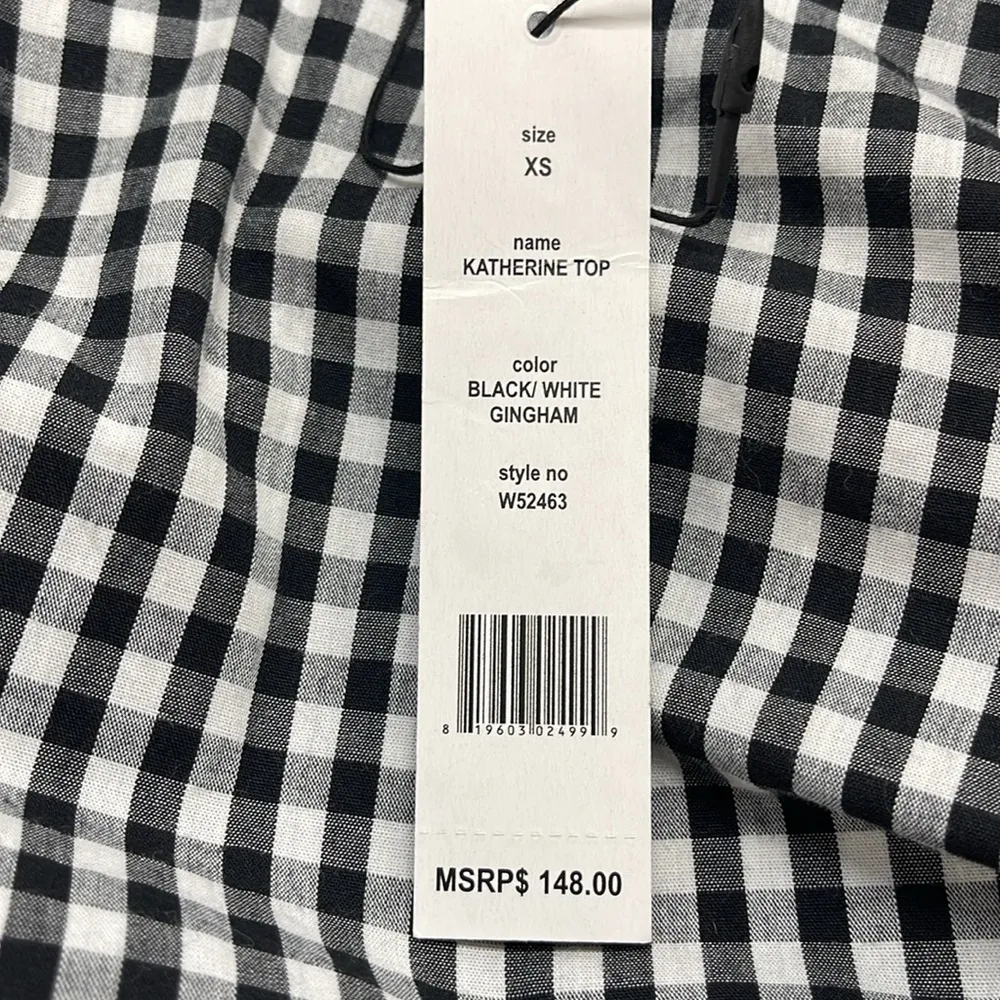 size
XS
name
KATHERINE TOP
color
BLACK/ WHITE
GINGHAM
style no
W52463
8 19603 02499 9
MSRP$ 148.00